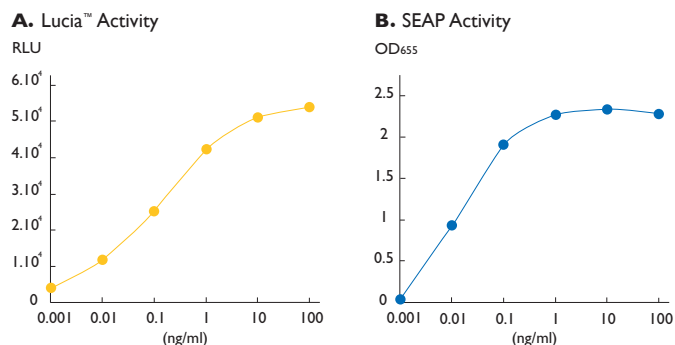 A. Lucia™ Activity
RLU
6.10⁴
5.10⁴
4.10⁴
3.10⁴
2.10⁴
1.10⁴
0
0.001 0.01 0.1 1 10 100
(ng/ml)
B. SEAP Activity
OD₆₅₅
2.5
2
1.5
1
0.5
0
0.001 0.01 0.1 1 10 100
(ng/ml)